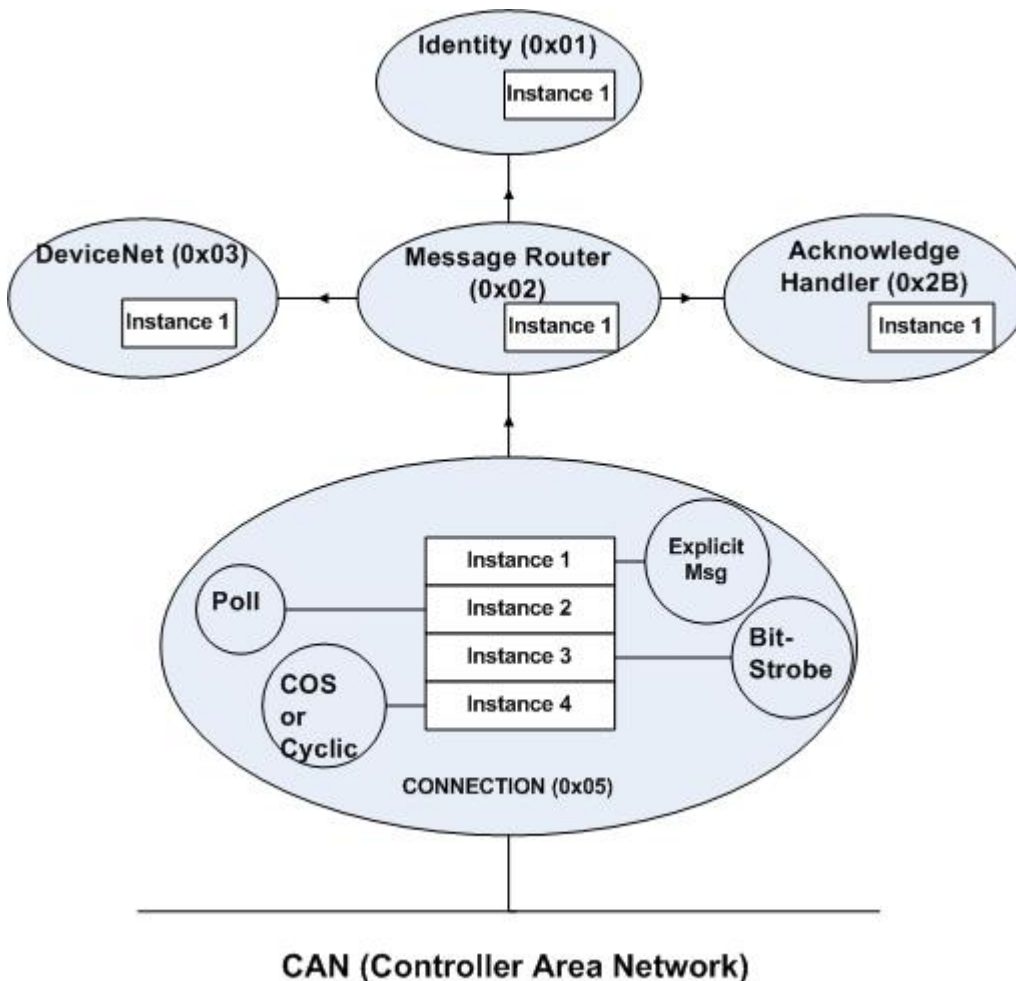 Identity (0x01)
Instance 1
DeviceNet (0x03)
Instance 1
Message Router
(0x02)
Instance 1
Acknowledge
Handler (0x2B)
Instance 1
Instance 1
Instance 2
Instance 3
Instance 4
Explicit
Msg
Poll
Bit-
Strobe
COS
or
Cyclic
CONNECTION (0x05)
CAN (Controller Area Network)